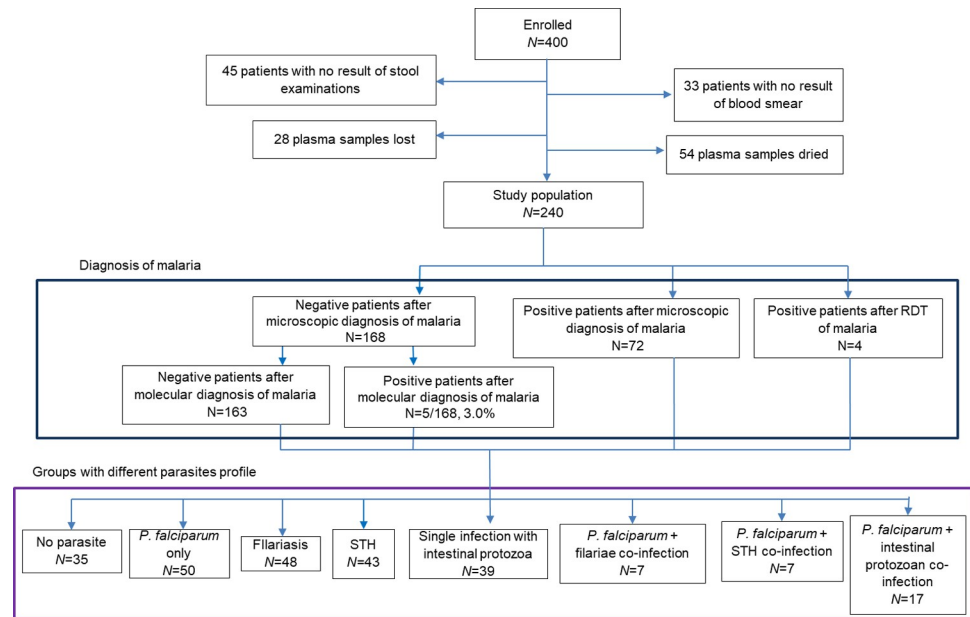 Enrolled
N=400
45 patients with no result of stool
examinations
33 patients with no result
of blood smear
28 plasma samples lost
54 plasma samples dried
Study population
N=240
Diagnosis of malaria
Negative patients after
microscopic diagnosis of malaria
N=168
Positive patients after microscopic
diagnosis of malaria
N=72
Positive patients after RDT
of malaria
N=4
Negative patients after
molecular diagnosis of malaria
N=163
Positive patients after
molecular diagnosis of malaria
N=5/168, 3.0%
Groups with different parasites profile
No parasite
N=35
P. falciparum
only
N=50
FIlariasis
N=48
STH
N=43
Single infection with
intestinal protozoa
N=39
P. falciparum +
filariae co-infection
N=7
P. falciparum +
STH co-infection
N=7
P. falciparum +
intestinal
protozoan co-
infection
N=17